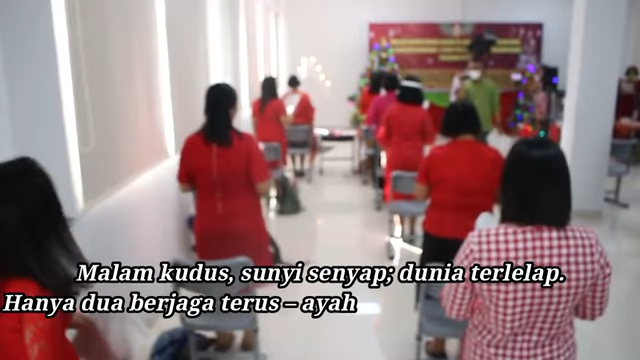 Malam kudus, sunyi senyap; dunia terlelap.
Hanya dua berjaga terus – ayah